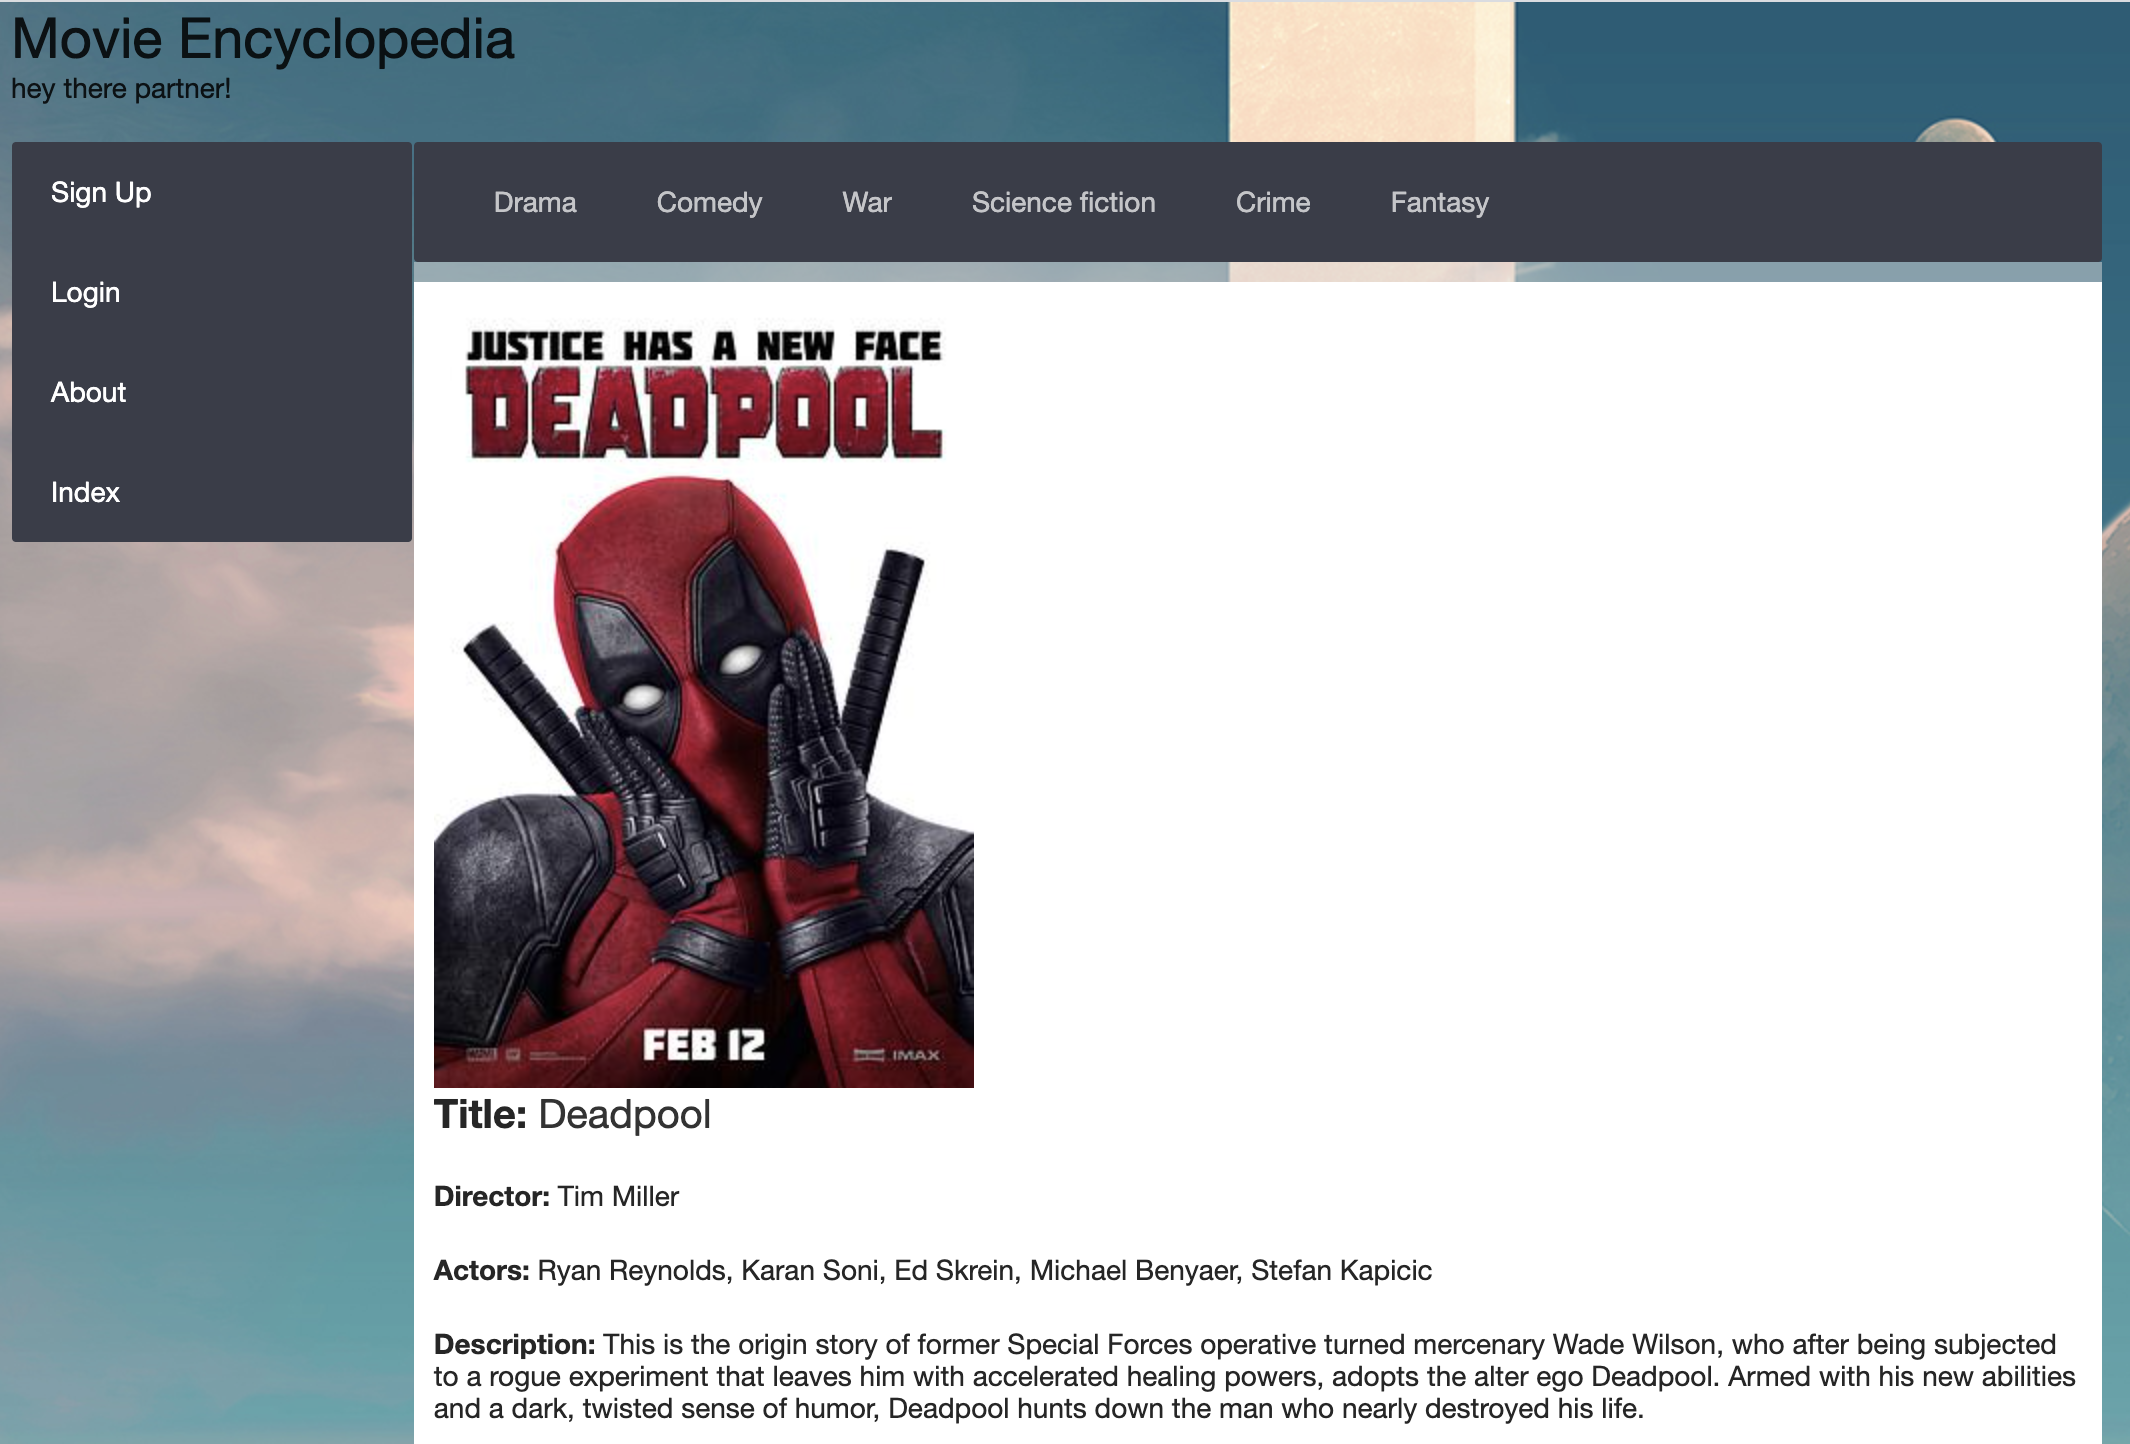 Movie Encyclopedia
hey there partner!
Sign Up
Login
About
Index
Drama Comedy War Science fiction Crime Fantasy
JUSTICE HAS A NEW FACE
DEADPOOL
FEB 12
MARVEL
IMAX
Title: Deadpool
Director: Tim Miller
Actors: Ryan Reynolds, Karan Soni, Ed Skrein, Michael Benyaer, Stefan Kapicic
Description: This is the origin story of former Special Forces operative turned mercenary Wade Wilson, who after being subjected
to a rogue experiment that leaves him with accelerated healing powers, adopts the alter ego Deadpool. Armed with his new abilities
and a dark, twisted sense of humor, Deadpool hunts down the man who nearly destroyed his life.